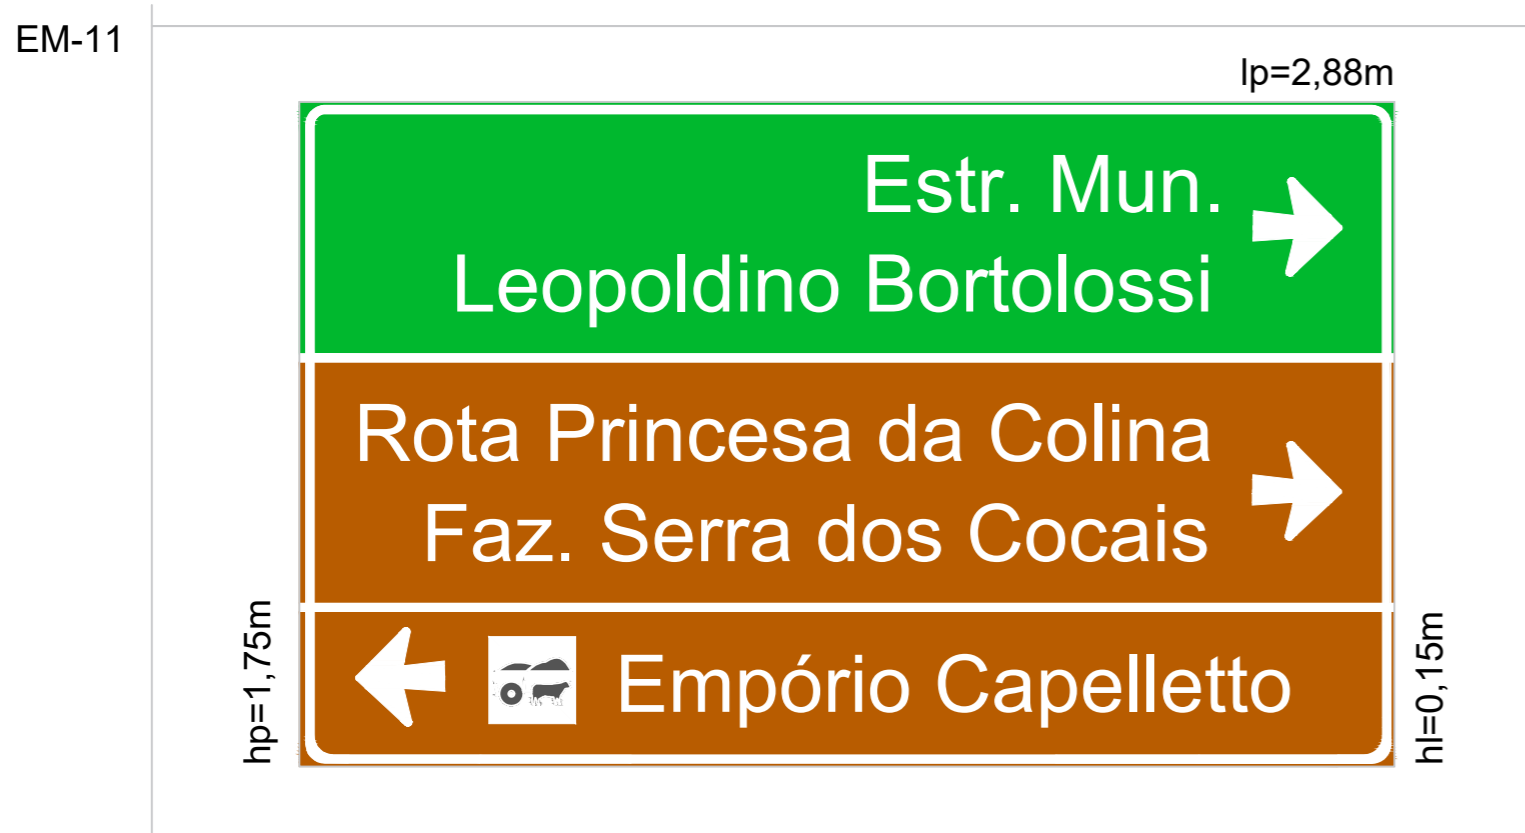 EM-11
lp=2,88m
Estr. Mun.
Leopoldino Bortolossi
Rota Princesa da Colina
Faz. Serra dos Cocais
Empório Capelletto
hp=1,75m
hl=0,15m